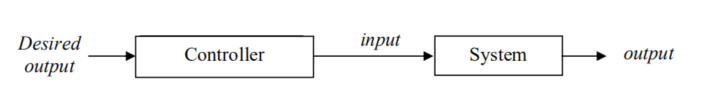 Desired
output
Controller
input
System
output